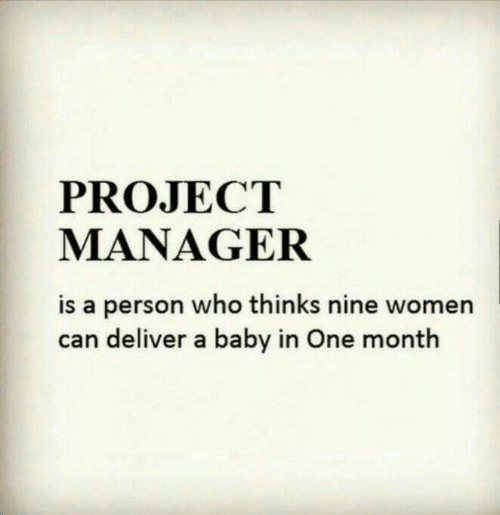 PROJECT
MANAGER
is a person who thinks nine women
can deliver a baby in One month